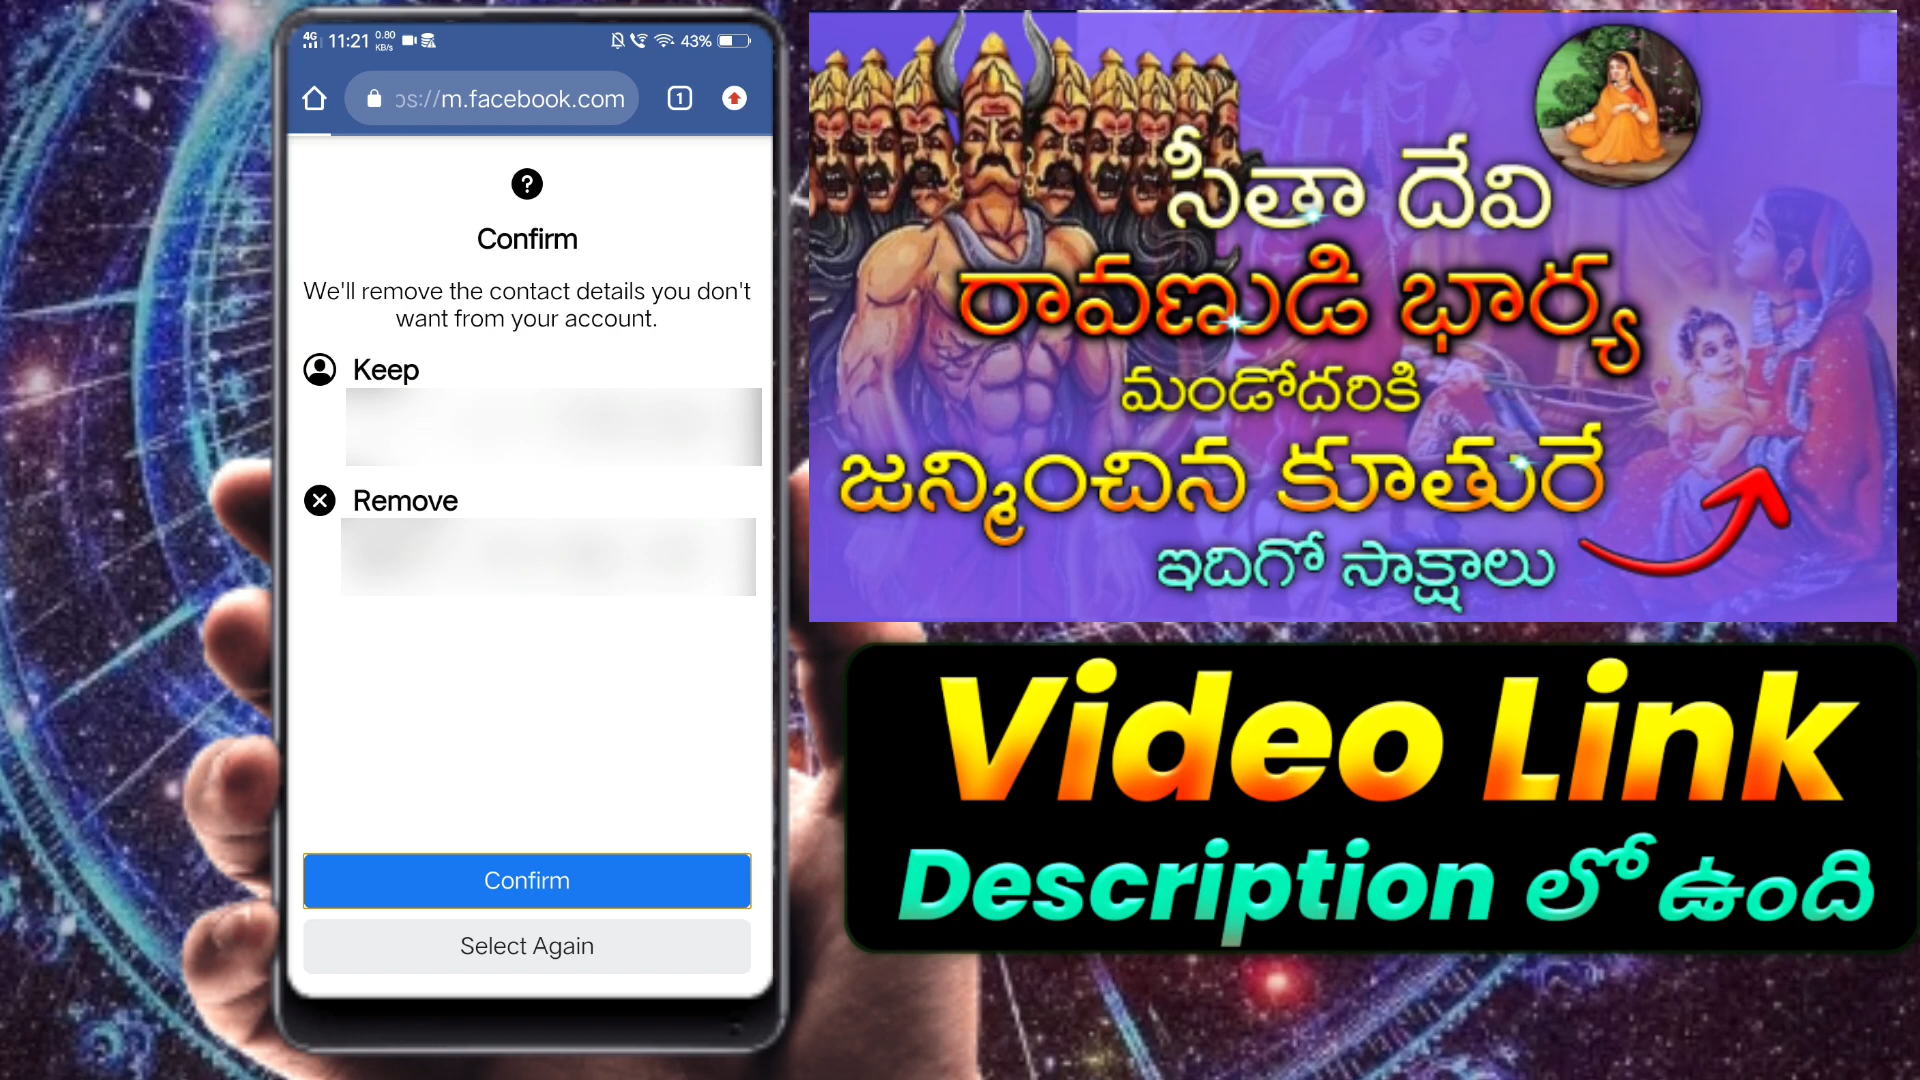 4G 11:21 0.80 KB/s 43%
ps://m.facebook.com 1
?
Confirm
We'll remove the contact details you don't
want from your account.
Keep
Remove
Confirm
Select Again
సీతా దేవి
రావణుడి భార్య
మండోదరికి
జన్మించిన కూతురే
ఇదిగో సాక్షాలు
Video Link
Description లో ఉంది